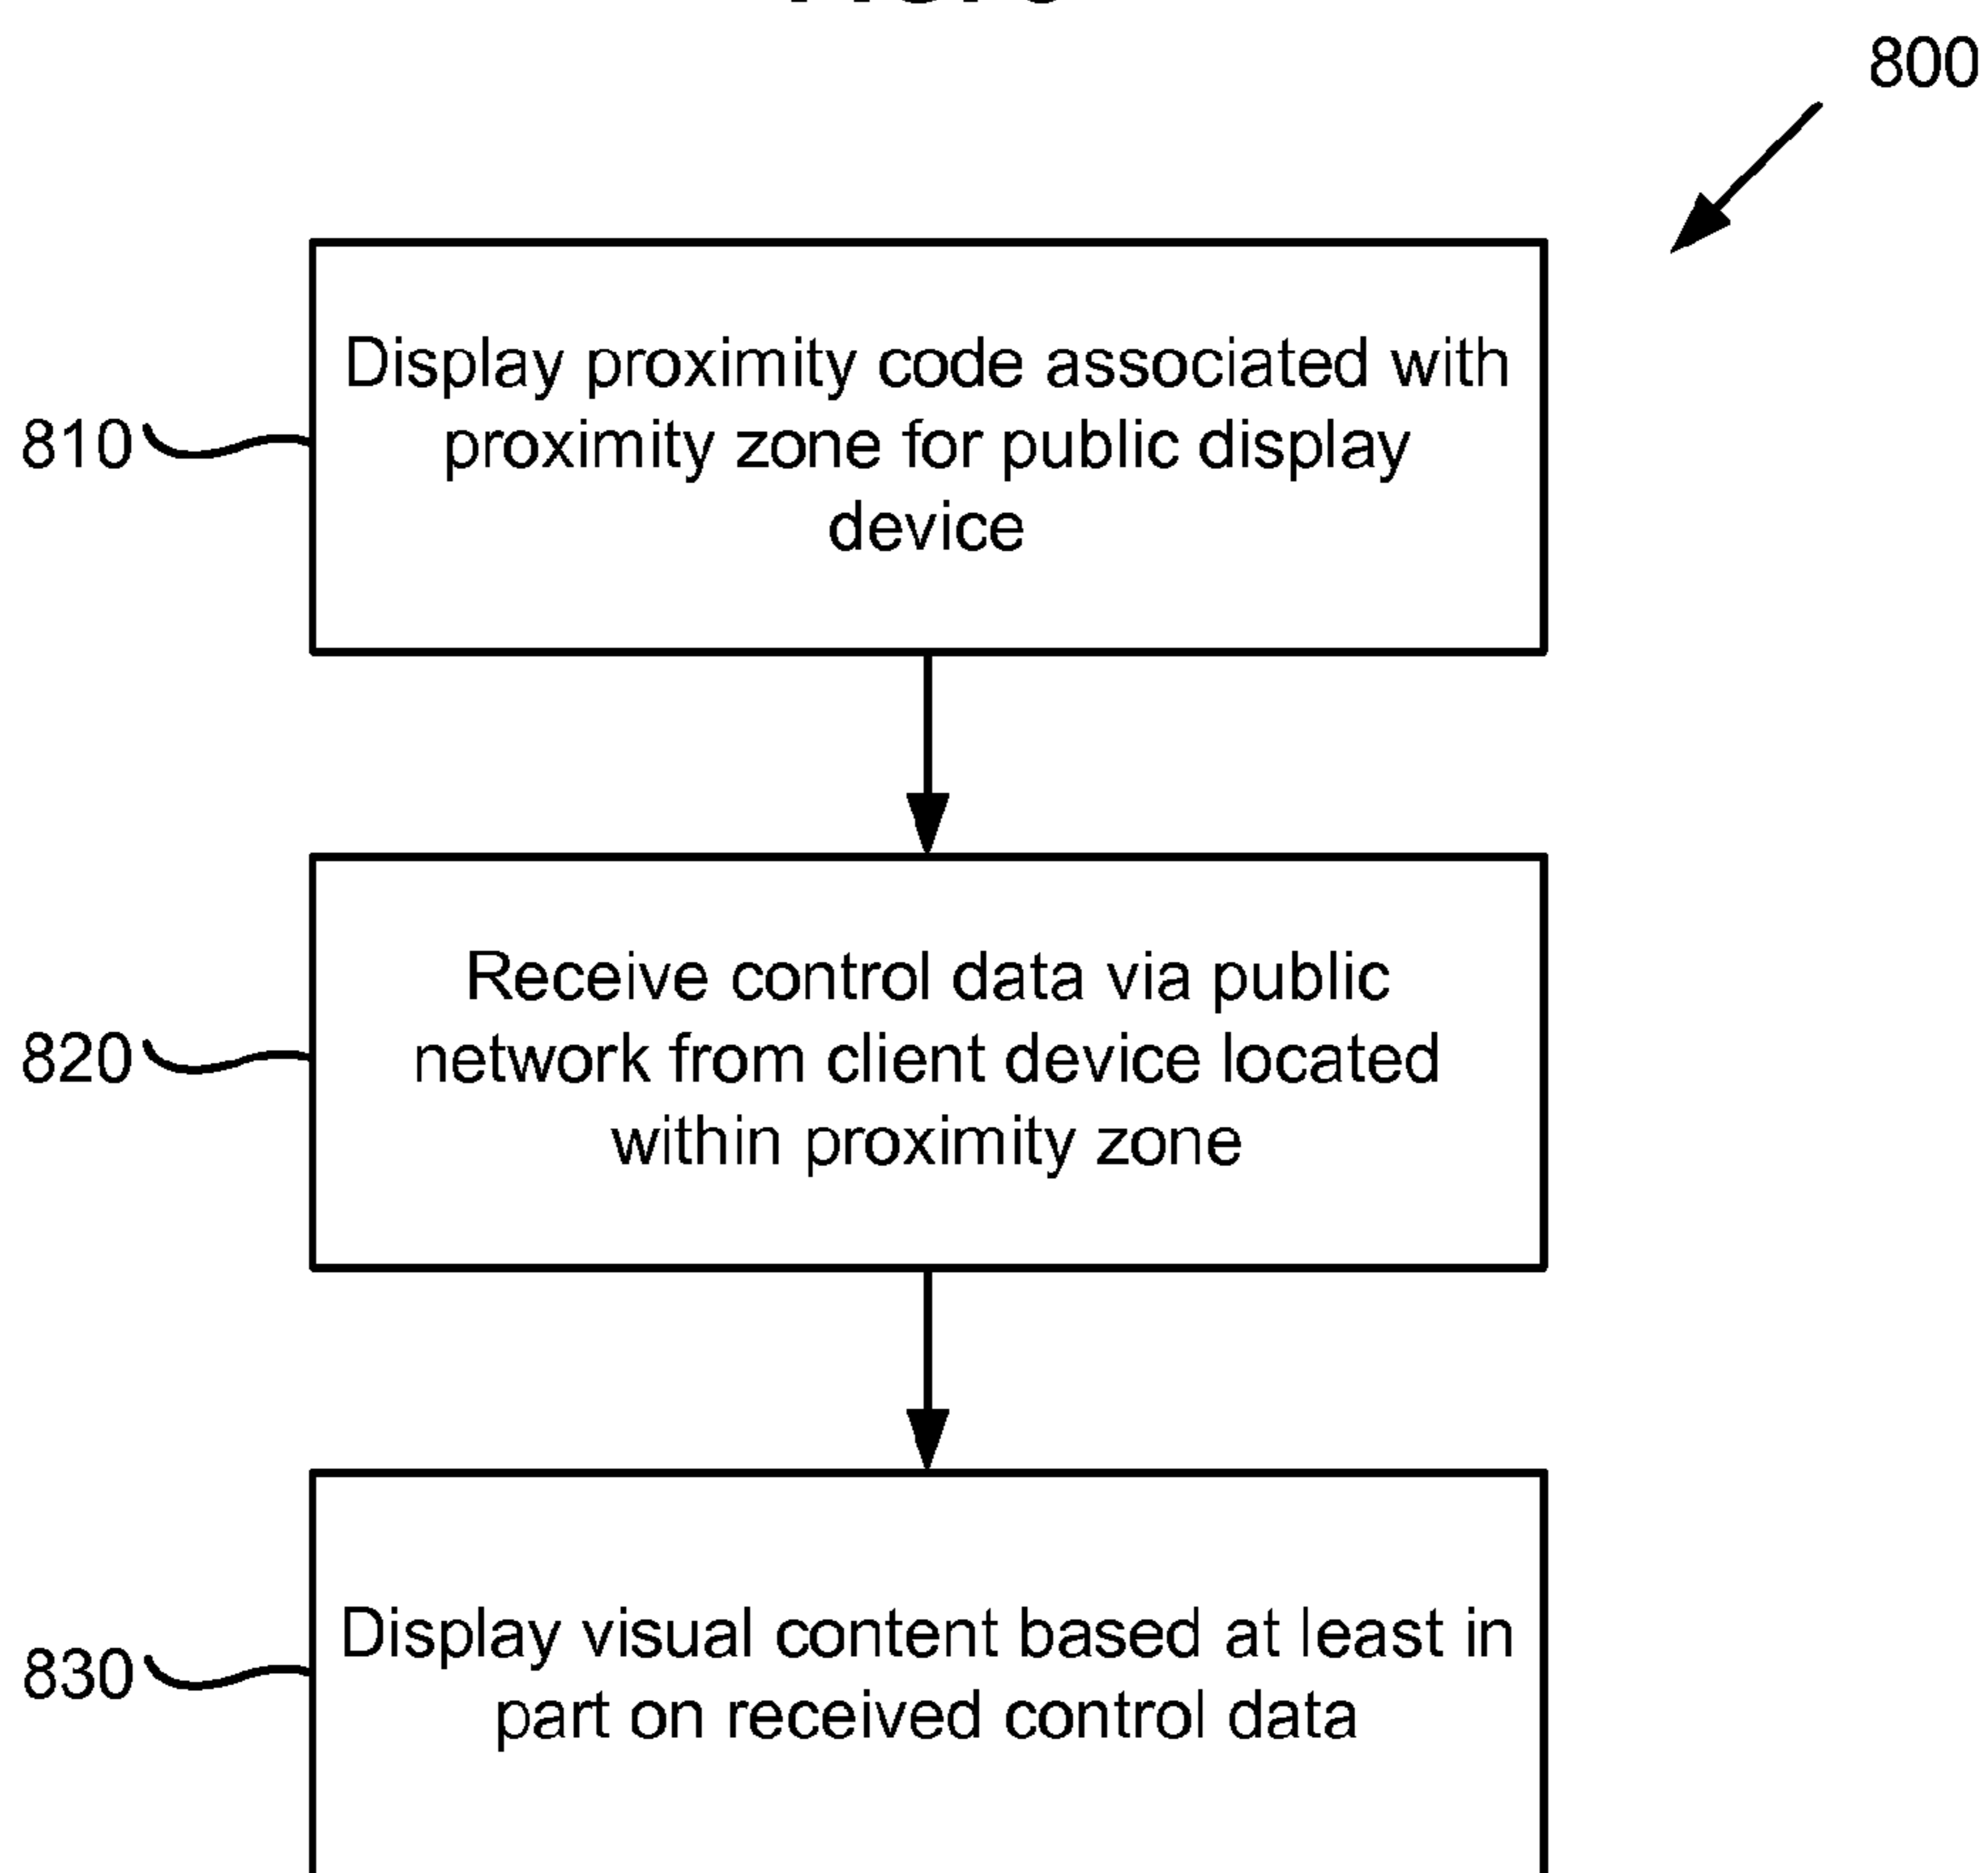 800
Display proximity code associated with
proximity zone for public display
device
810
Receive control data via public
network from client device located
within proximity zone
820
Display visual content based at least in
part on received control data
830